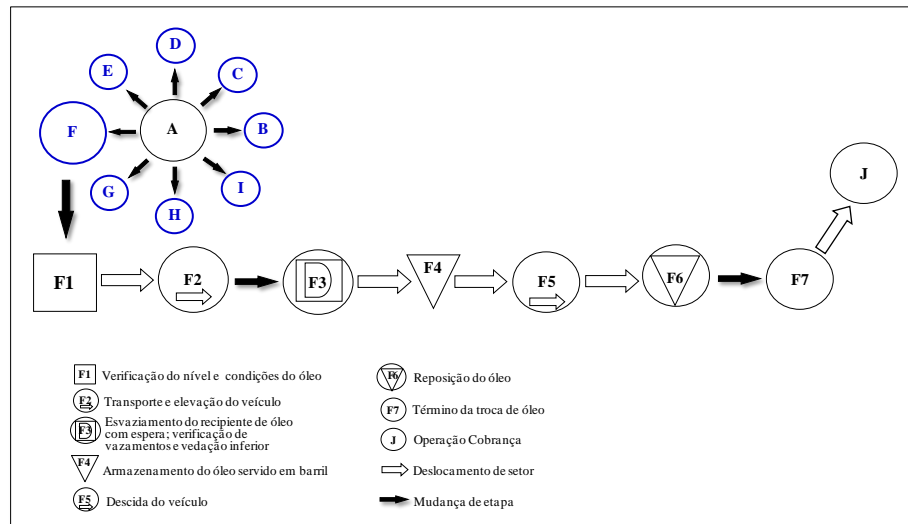 D
E
C
F
A
B
G
I
H
J
F1
F2
F3
D
F4
F5
F6
F7
F1 Verificação do nível e condições do óleo
F2 Transporte e elevação do veículo
F3 D Esvaziamento do recipiente de óleo
com espera; verificação de
vazamentos e vedação inferior
F4 Armazenamento do óleo servido em barril
F5 Descida do veículo
F6 Reposição do óleo
F7 Término da troca de óleo
J Operação Cobrança
Deslocamento de setor
Mudança de etapa